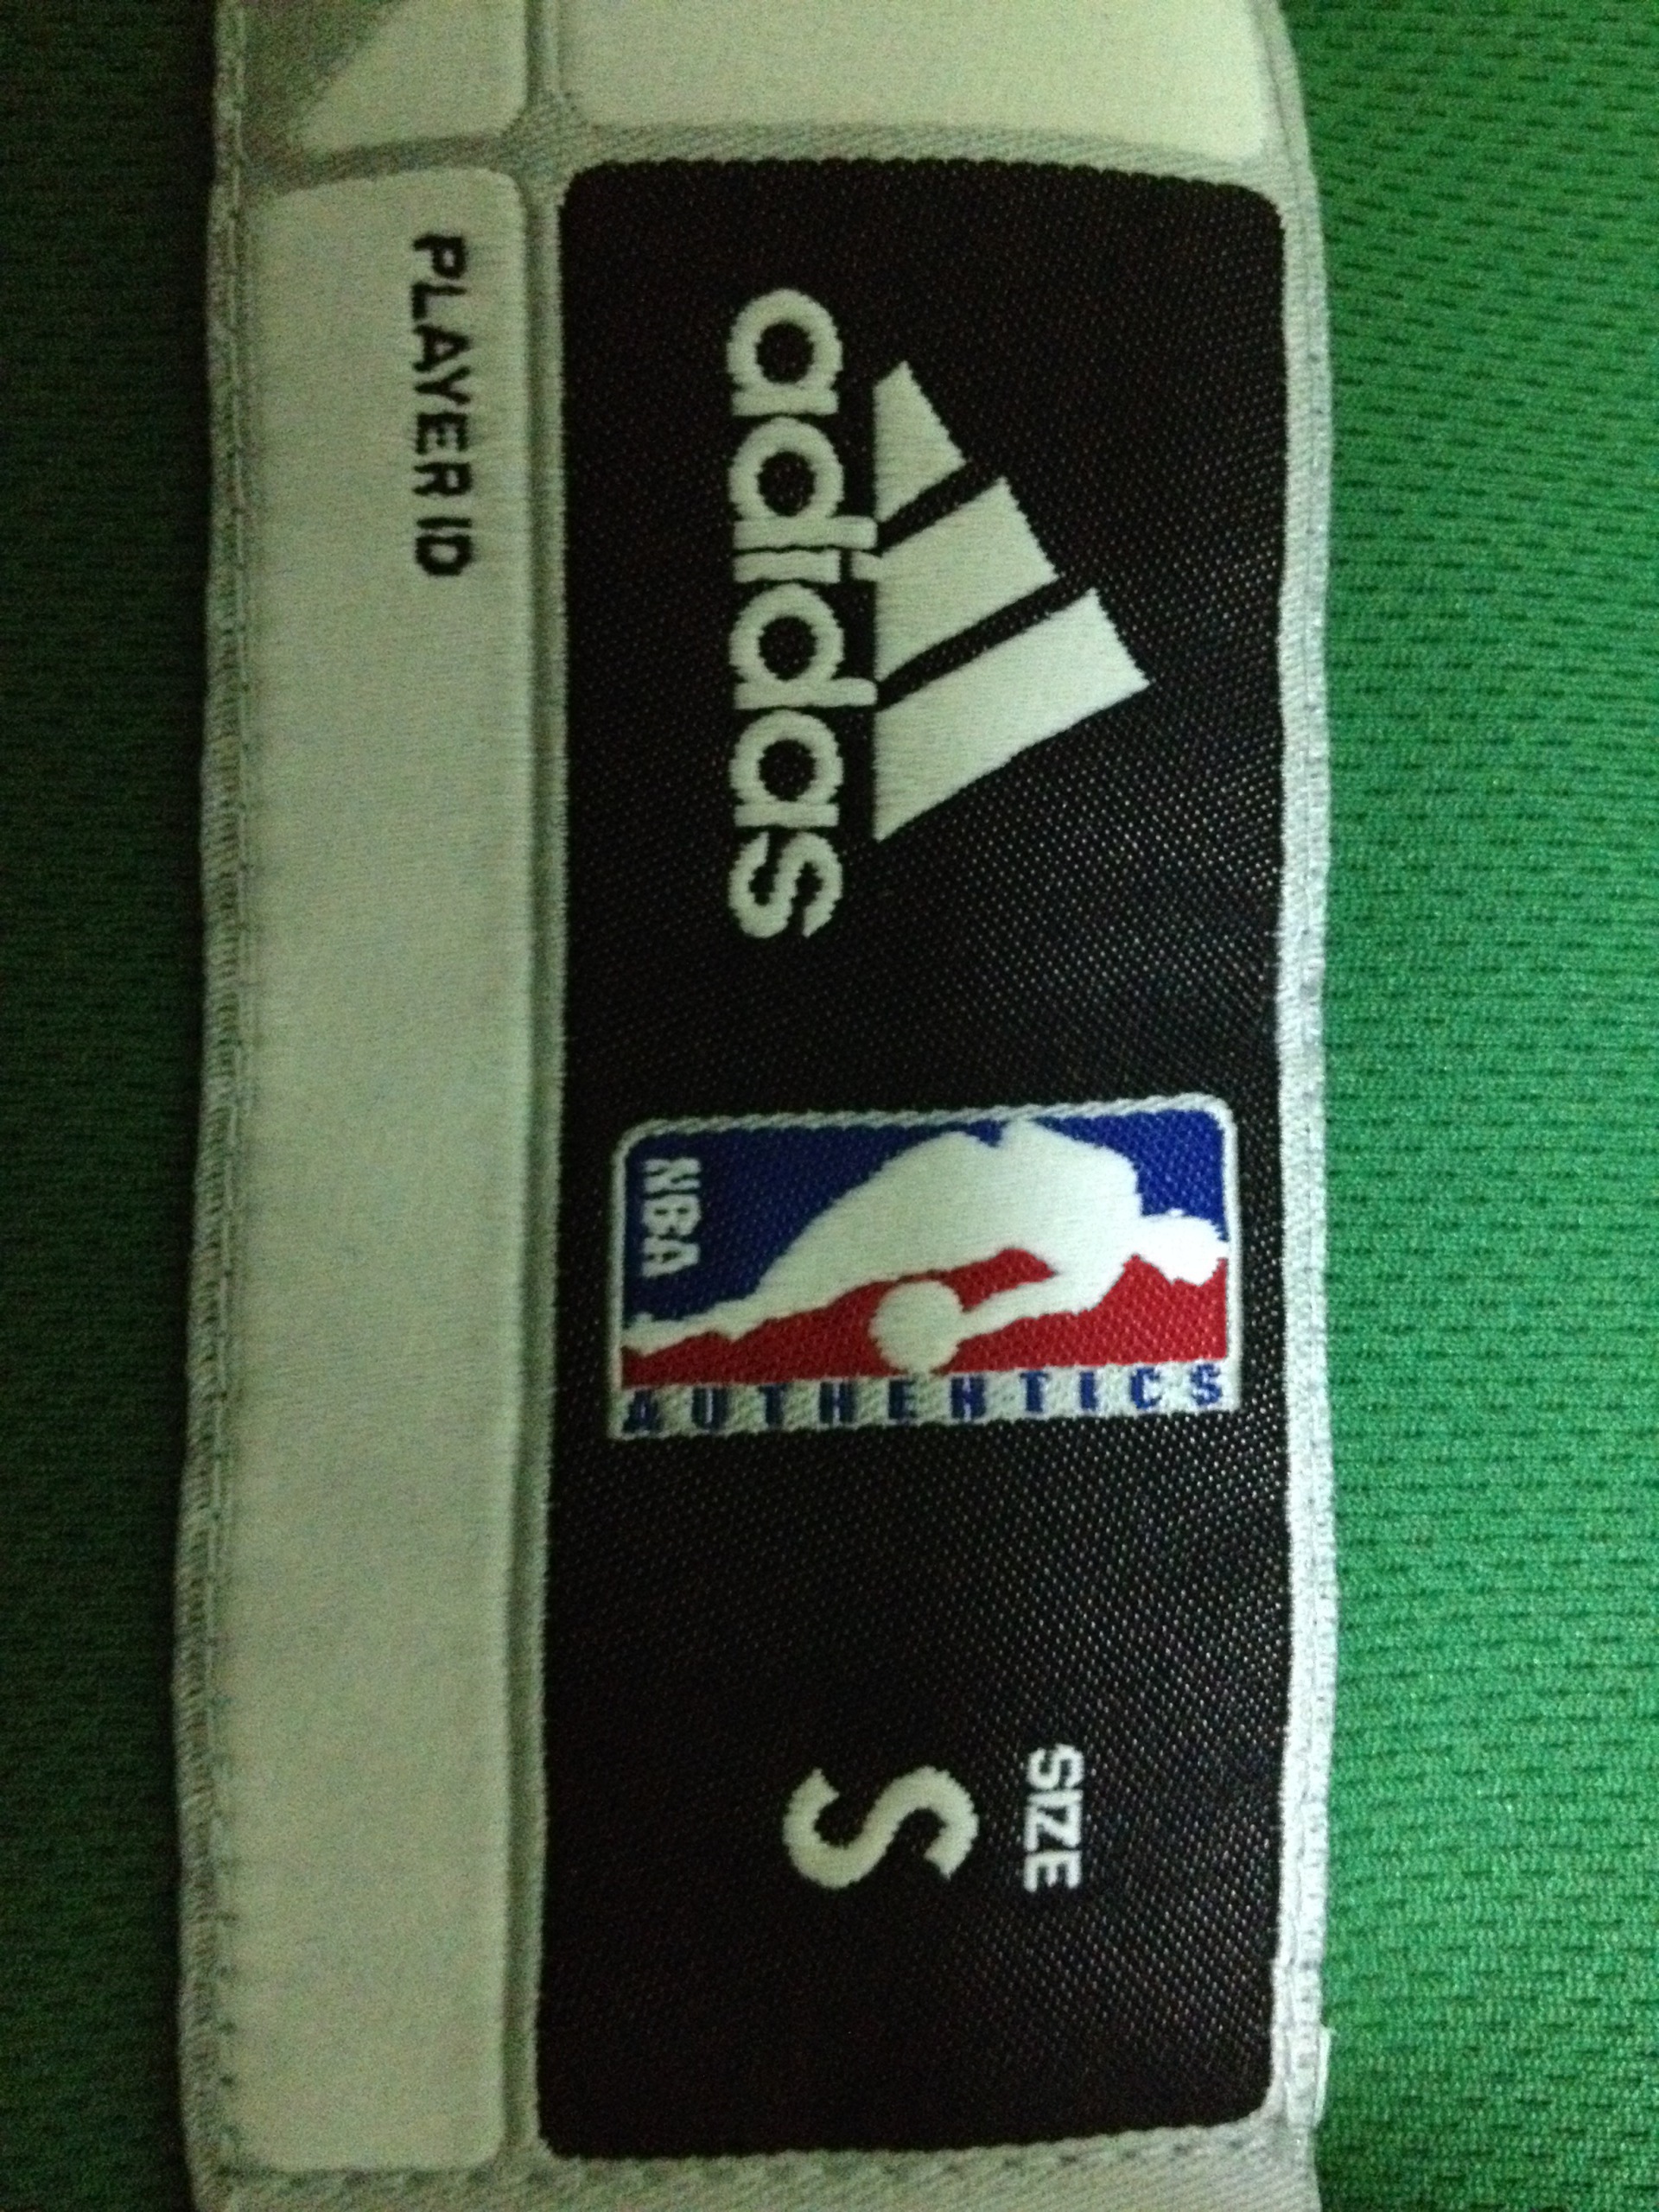 adidas
NBA
AUTHENTICS
SIZE
S
PLAYER ID